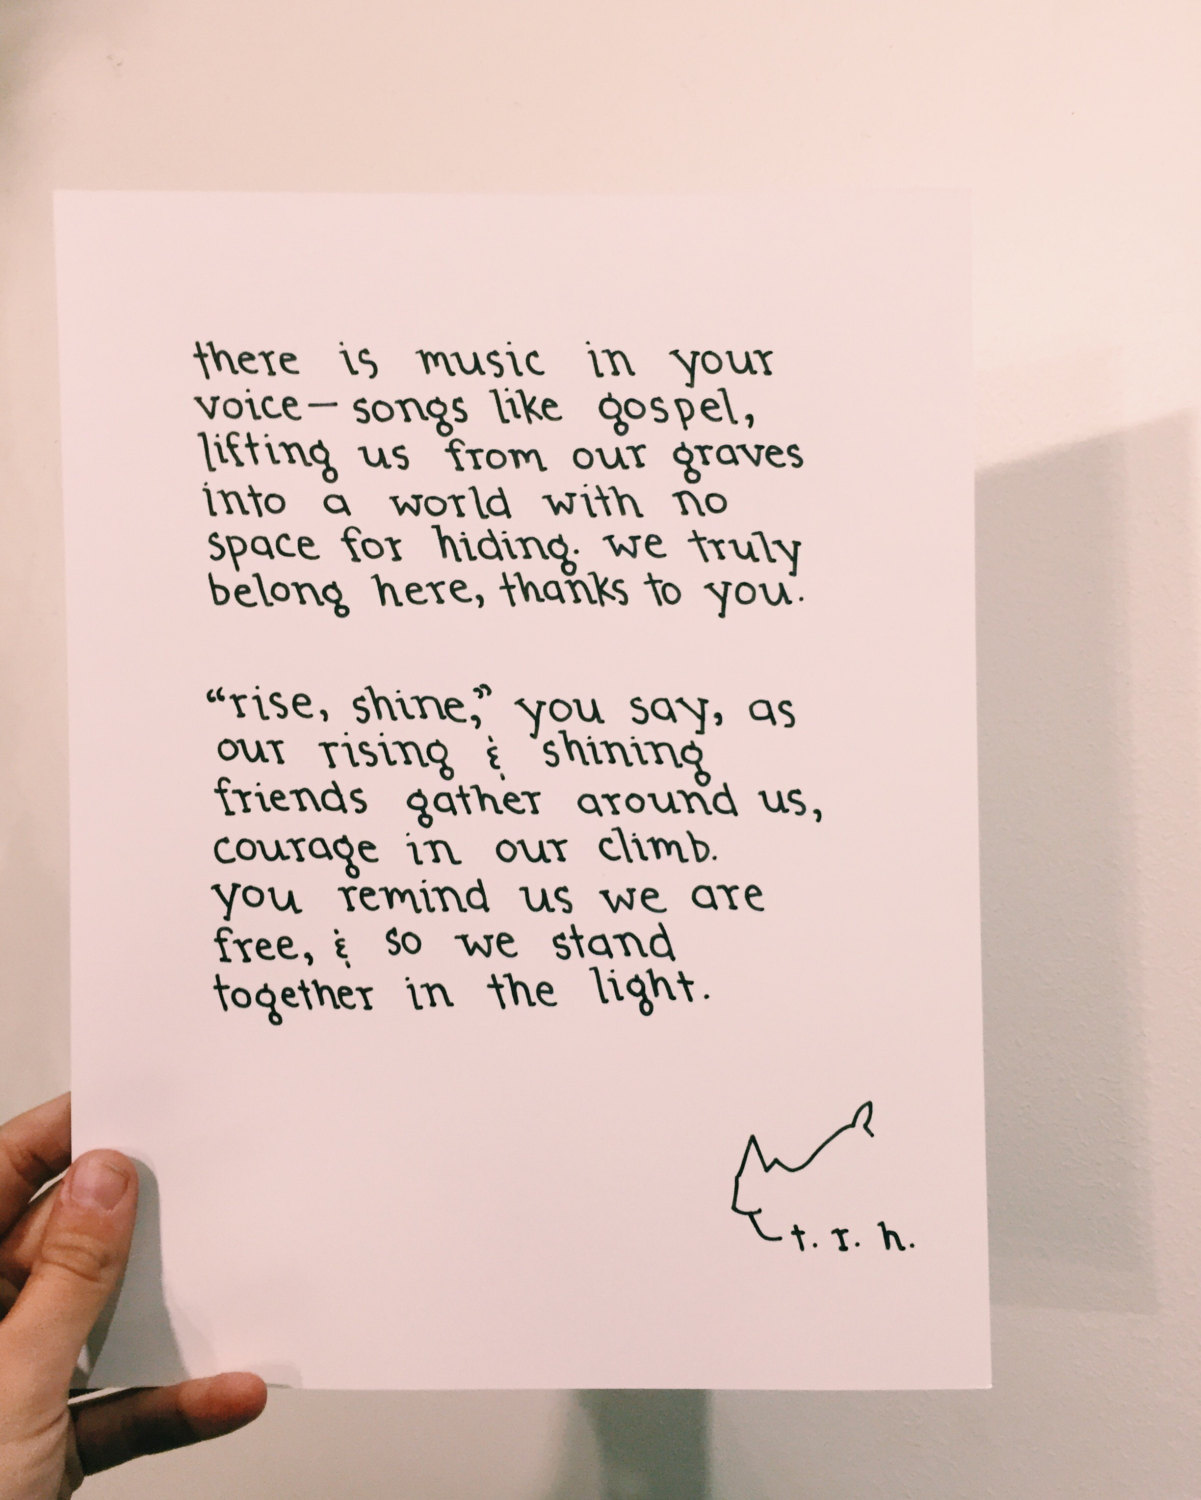 there is music in your
voice— songs like gospel,
lifting us from our graves
into a world with no
space for hiding. we truly
belong here, thanks to you.
“rise, shine,” you say, as
our rising & shining
friends gather around us,
courage in our climb.
you remind us we are
free, & so we stand
together in the light.
t. r. h.